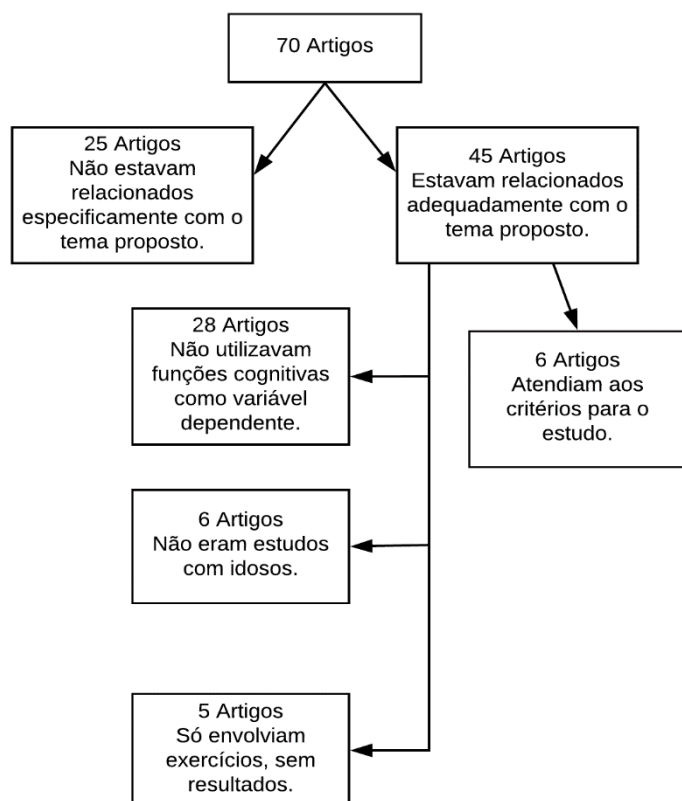 70 Artigos
25 Artigos
Não estavam
relacionados
especificamente com o
tema proposto.
45 Artigos
Estavam relacionados
adequadamente com o
tema proposto.
28 Artigos
Não utilizavam
funções cognitivas
como variável
dependente.
6 Artigos
Atendiam aos
critérios para o
estudo.
6 Artigos
Não eram estudos
com idosos.
5 Artigos
Só envolviam
exercícios, sem
resultados.